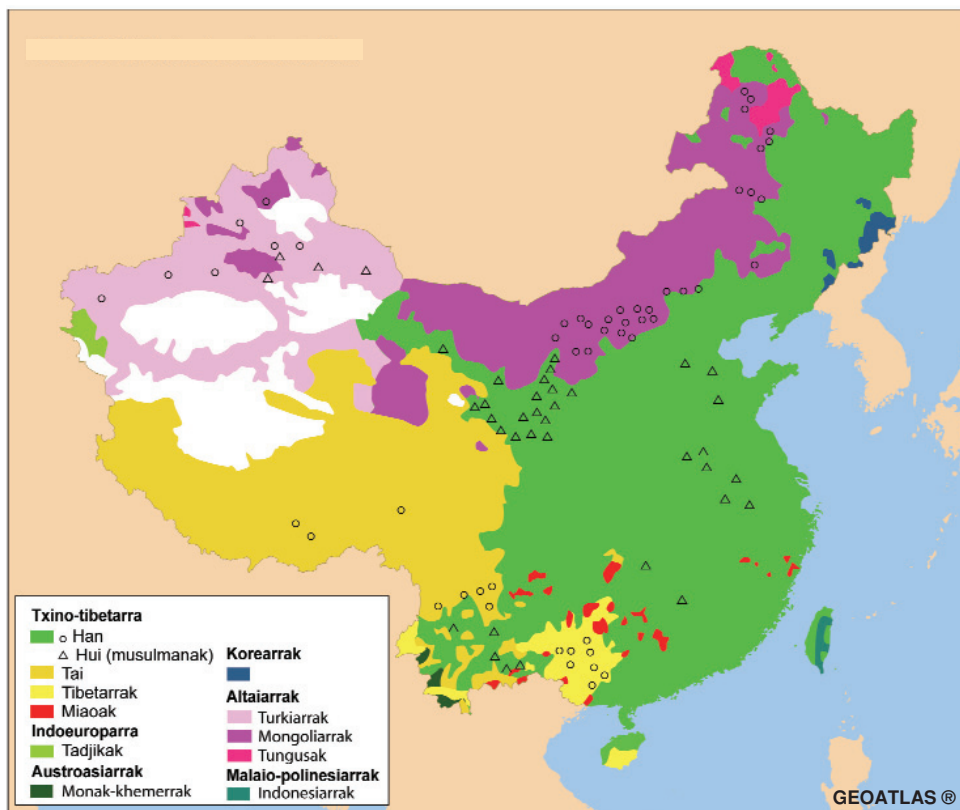 Txino-tibetarra
Han
Hui (musulmanak)
Tai
Tibetarrak
Miaoak
Indoeuroparra
Tadjikak
Austroasiarrak
Monak-khemerrak
Korearrak
Altaiarrak
Turkiarrak
Mongoliarrak
Tungusak
Malaio-polinesiarrak
Indonesiarrak
GEOATLAS ®